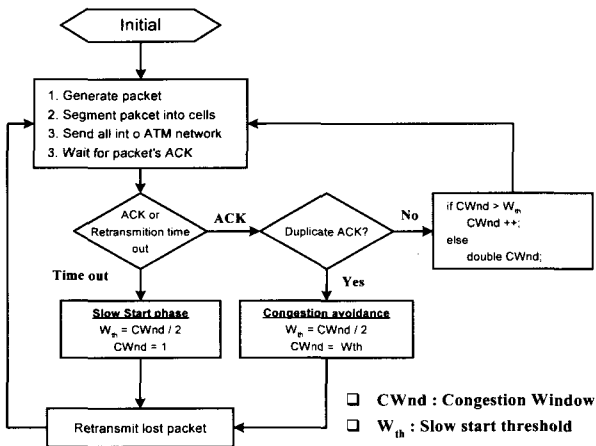 Initial
1. Generate packet
2. Segment pakcet into cells
3. Send all int o ATM network
3. Wait for packet's ACK
ACK or
Retransmition time
out
ACK
Duplicate ACK?
No
if CWnd > Wth
CWnd ++;
else
double CWnd;
Time out
Yes
Slow Start phase
Wth = CWnd / 2
CWnd = 1
Congestion avoidance
Wth = CWnd / 2
CWnd = Wth
Retransmit lost packet
❑ CWnd : Congestion Window
❑ Wth : Slow start threshold